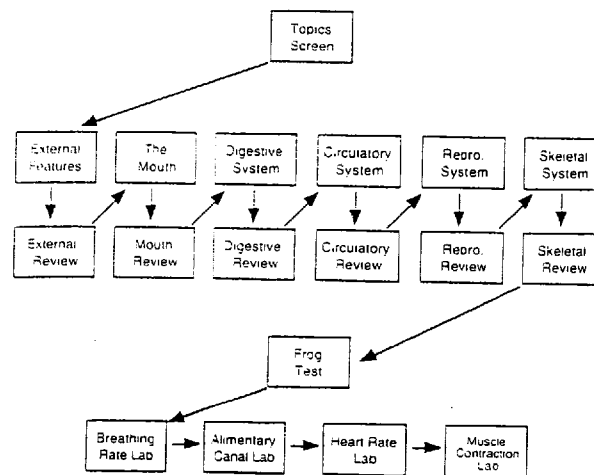 Topics
Screen
External
Features
The
Mouth
Digestive
System
Circulatory
System
Repro.
System
Skeletal
System
External
Review
Mouth
Review
Digestive
Review
Circulatory
Review
Repro.
Review
Skeletal
Review
Frog
Test
Breathing
Rate Lab
Alimentary
Canal Lab
Heart Rate
Lab
Muscle
Contraction
Lab